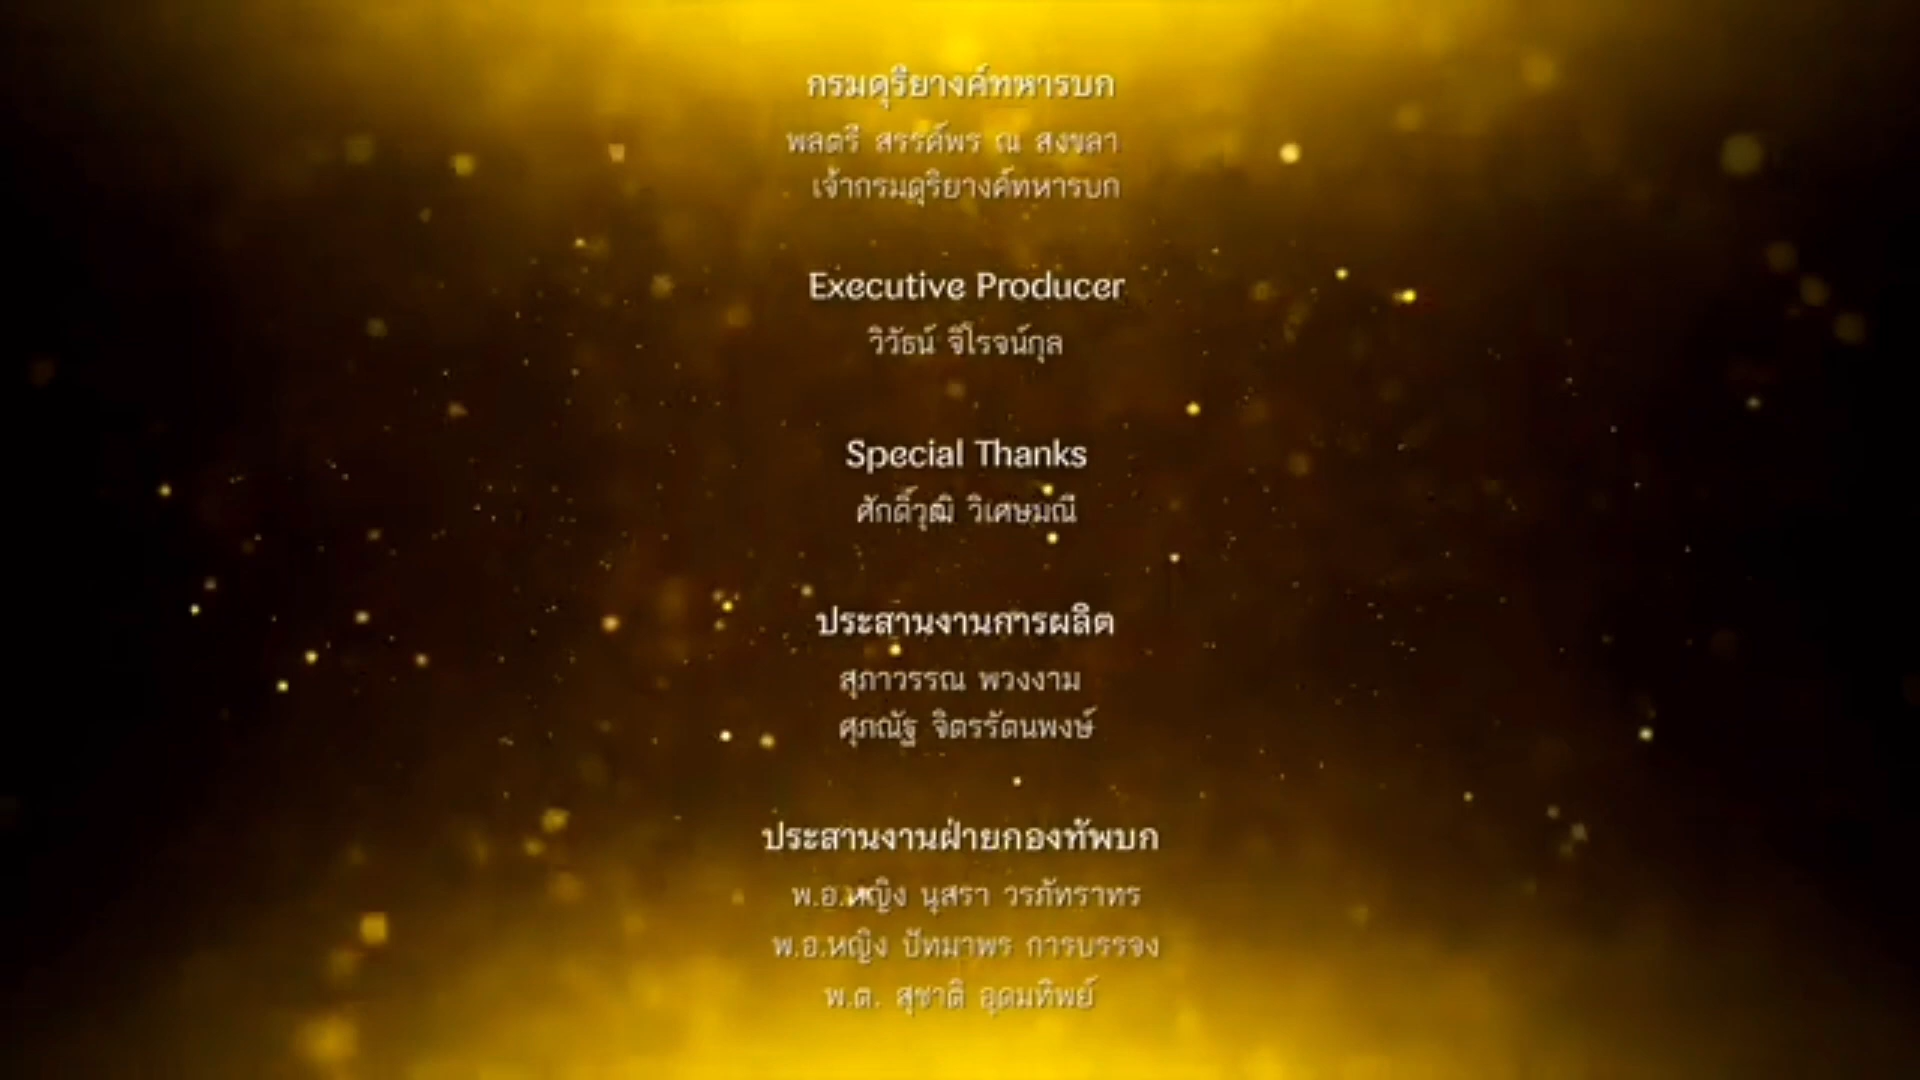 กรมดุริยางค์ทหารบก
พลตรี สรรค์พร ณ สงขลา
เจ้ากรมดุริยางค์ทหารบก
Executive Producer
วิวัธน์ จิโรจน์กุล
Special Thanks
ศักดิ์วุฒิ วิเศษมณี
ประสานงานการผลิต
สุภาวรรณ พวงงาม
ศุภณัฐ จิตรรัตนพงษ์
ประสานงานฝ่ายกองทัพบก
พ.อ.หญิง นุสรา วรภัทราทร
พ.อ.หญิง ปัทมาพร การบรรจง
พ.ต. สุชาติ อุดมทิพย์